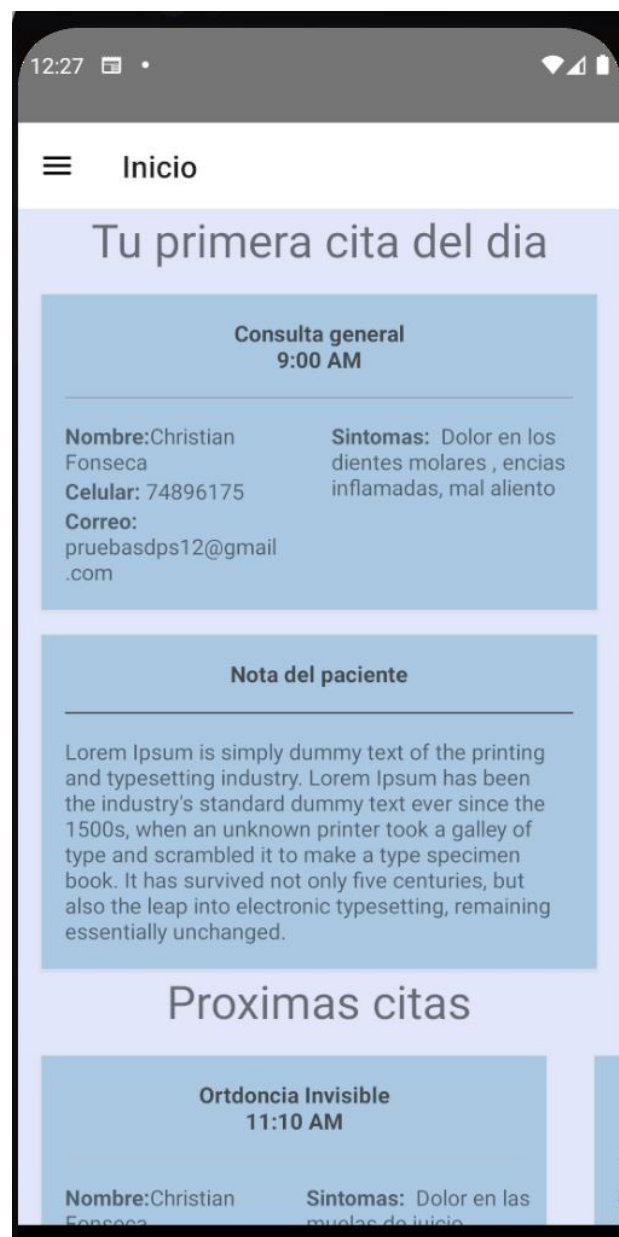 12:27
Inicio
Tu primera cita del dia
Consulta general
9:00 AM
Nombre:Christian
Fonseca
Celular: 74896175
Correo:
pruebasdps12@gmail
.com
Sintomas: Dolor en los
dientes molares , encias
inflamadas, mal aliento
Nota del paciente
Lorem Ipsum is simply dummy text of the printing
and typesetting industry. Lorem Ipsum has been
the industry's standard dummy text ever since the
1500s, when an unknown printer took a galley of
type and scrambled it to make a type specimen
book. It has survived not only five centuries, but
also the leap into electronic typesetting, remaining
essentially unchanged.
Proximas citas
Ortdoncia Invisible
11:10 AM
Nombre:Christian
Fonseca
Sintomas: Dolor en las
muelas de juicio